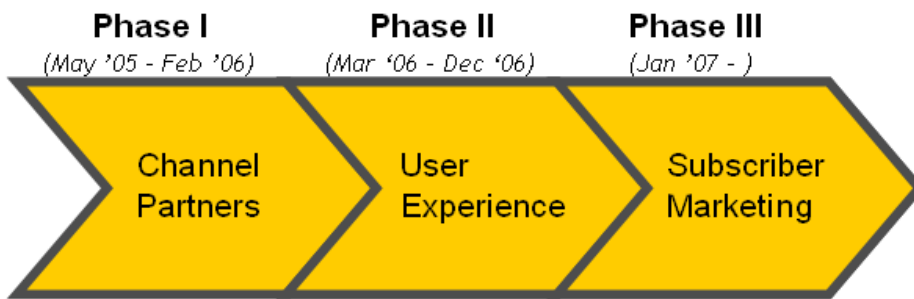 Phase I
(May ’05 - Feb ’06)
Channel
Partners
Phase II
(Mar ‘06 - Dec ‘06)
User
Experience
Phase III
(Jan ’07 - )
Subscriber
Marketing